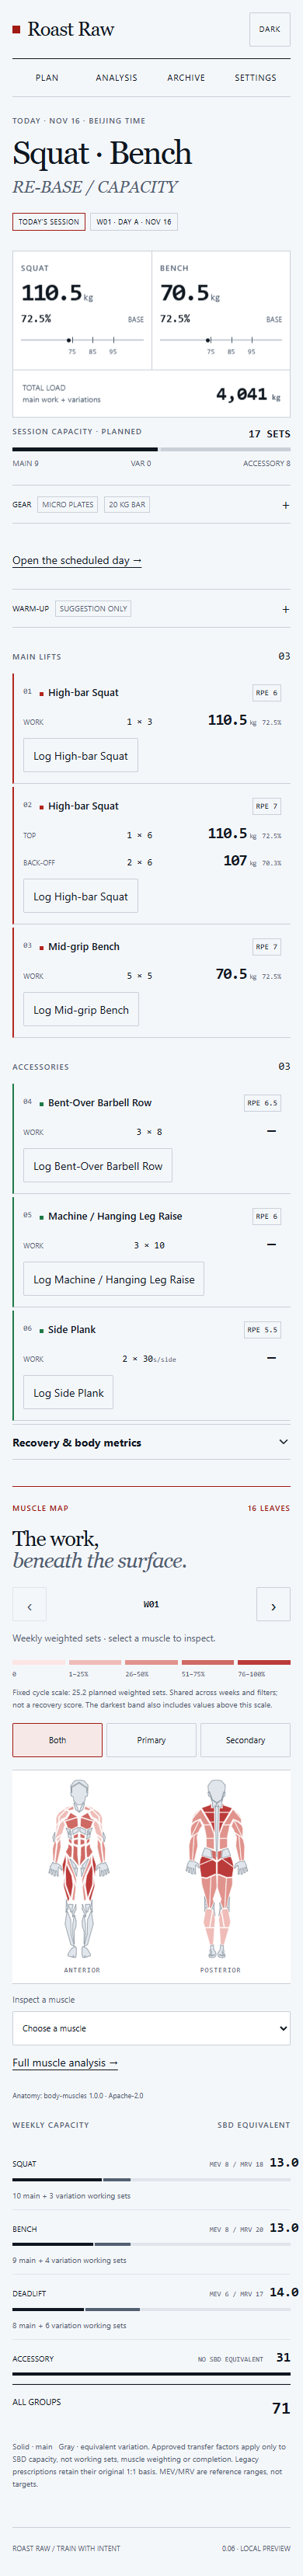 Roast Raw
DARK
PLAN ANALYSIS ARCHIVE SETTINGS
TODAY · NOV 16 · BEIJING TIME
Squat · Bench
RE-BASE / CAPACITY
TODAY'S SESSION
W01 · DAY A · NOV 16
SQUAT
110.5 kg
72.5% BASE
75 85 95
BENCH
70.5 kg
72.5% BASE
75 85 95
TOTAL LOAD
main work + variations
4,041 kg
SESSION CAPACITY · PLANNED 17 SETS
MAIN 9 VAR 0 ACCESSORY 8
GEAR MICRO PLATES 20 KG BAR +
Open the scheduled day →
WARM-UP SUGGESTION ONLY +
MAIN LIFTS 03
01 High-bar Squat RPE 6
WORK 1 × 3 110.5 kg 72.5%
Log High-bar Squat
02 High-bar Squat RPE 7
TOP 1 × 6 110.5 kg 72.5%
BACK-OFF 2 × 6 107 kg 70.3%
Log High-bar Squat
03 Mid-grip Bench RPE 7
WORK 5 × 5 70.5 kg 72.5%
Log Mid-grip Bench
ACCESSORIES 03
04 Bent-Over Barbell Row RPE 6.5
WORK 3 × 8 —
Log Bent-Over Barbell Row
05 Machine / Hanging Leg Raise RPE 6
WORK 3 × 10 —
Log Machine / Hanging Leg Raise
06 Side Plank RPE 5.5
WORK 2 × 30s/side —
Log Side Plank
Recovery & body metrics
MUSCLE MAP 16 LEAVES
The work,
beneath the surface.
‹ W01 ›
Weekly weighted sets · select a muscle to inspect.
0 1–25% 26–50% 51–75% 76–100%
Fixed cycle scale: 25.2 planned weighted sets. Shared across weeks and filters;
not a recovery score. The darkest band also includes values above this scale.
Both Primary Secondary
ANTERIOR POSTERIOR
Inspect a muscle
Choose a muscle
Full muscle analysis →
Anatomy: body-muscles 1.0.0 · Apache-2.0
WEEKLY CAPACITY SBD EQUIVALENT
SQUAT MEV 8 / MRV 18 13.0
10 main + 3 variation working sets
BENCH MEV 8 / MRV 20 13.0
9 main + 4 variation working sets
DEADLIFT MEV 6 / MRV 17 14.0
8 main + 6 variation working sets
ACCESSORY NO SBD EQUIVALENT 31
ALL GROUPS 71
Solid · main Gray · equivalent variation. Approved transfer factors apply only to
SBD capacity, not working sets, muscle weighting or completion. Legacy
prescriptions retain their original 1:1 basis. MEV/MRV are reference ranges, not
targets.
ROAST RAW / TRAIN WITH INTENT 0.06 · LOCAL PREVIEW